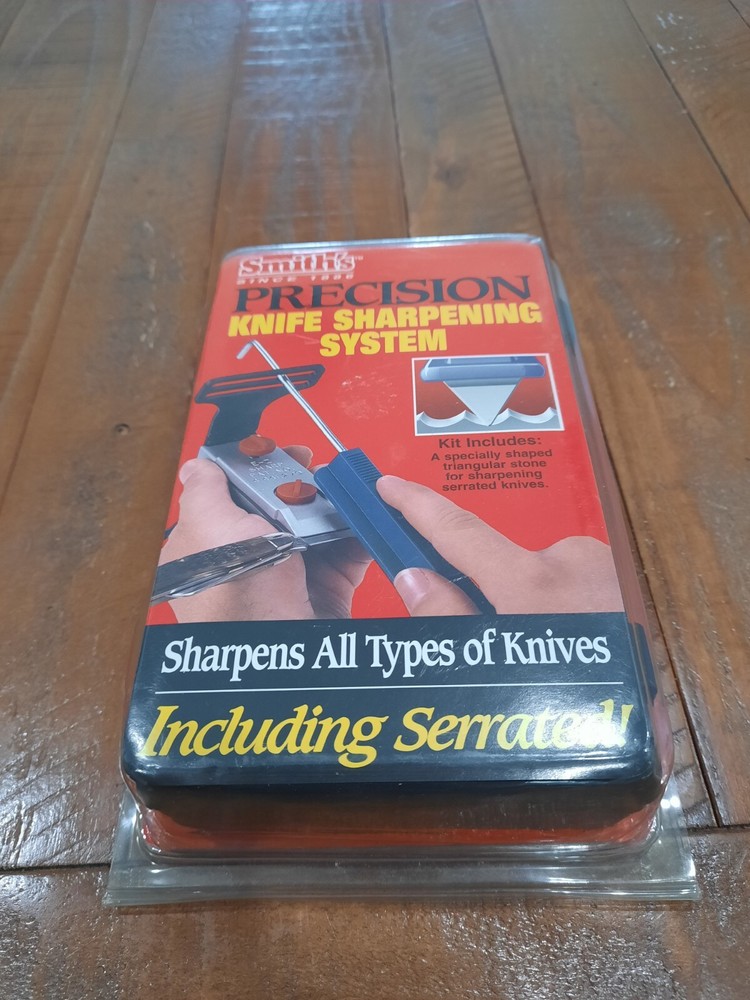 Smith's™
SINCE 1886
PRECISION
KNIFE SHARPENING
SYSTEM
Kit Includes:
A specially shaped
triangular stone
for sharpening
serrated knives.
Sharpens All Types of Knives
Including Serrated!